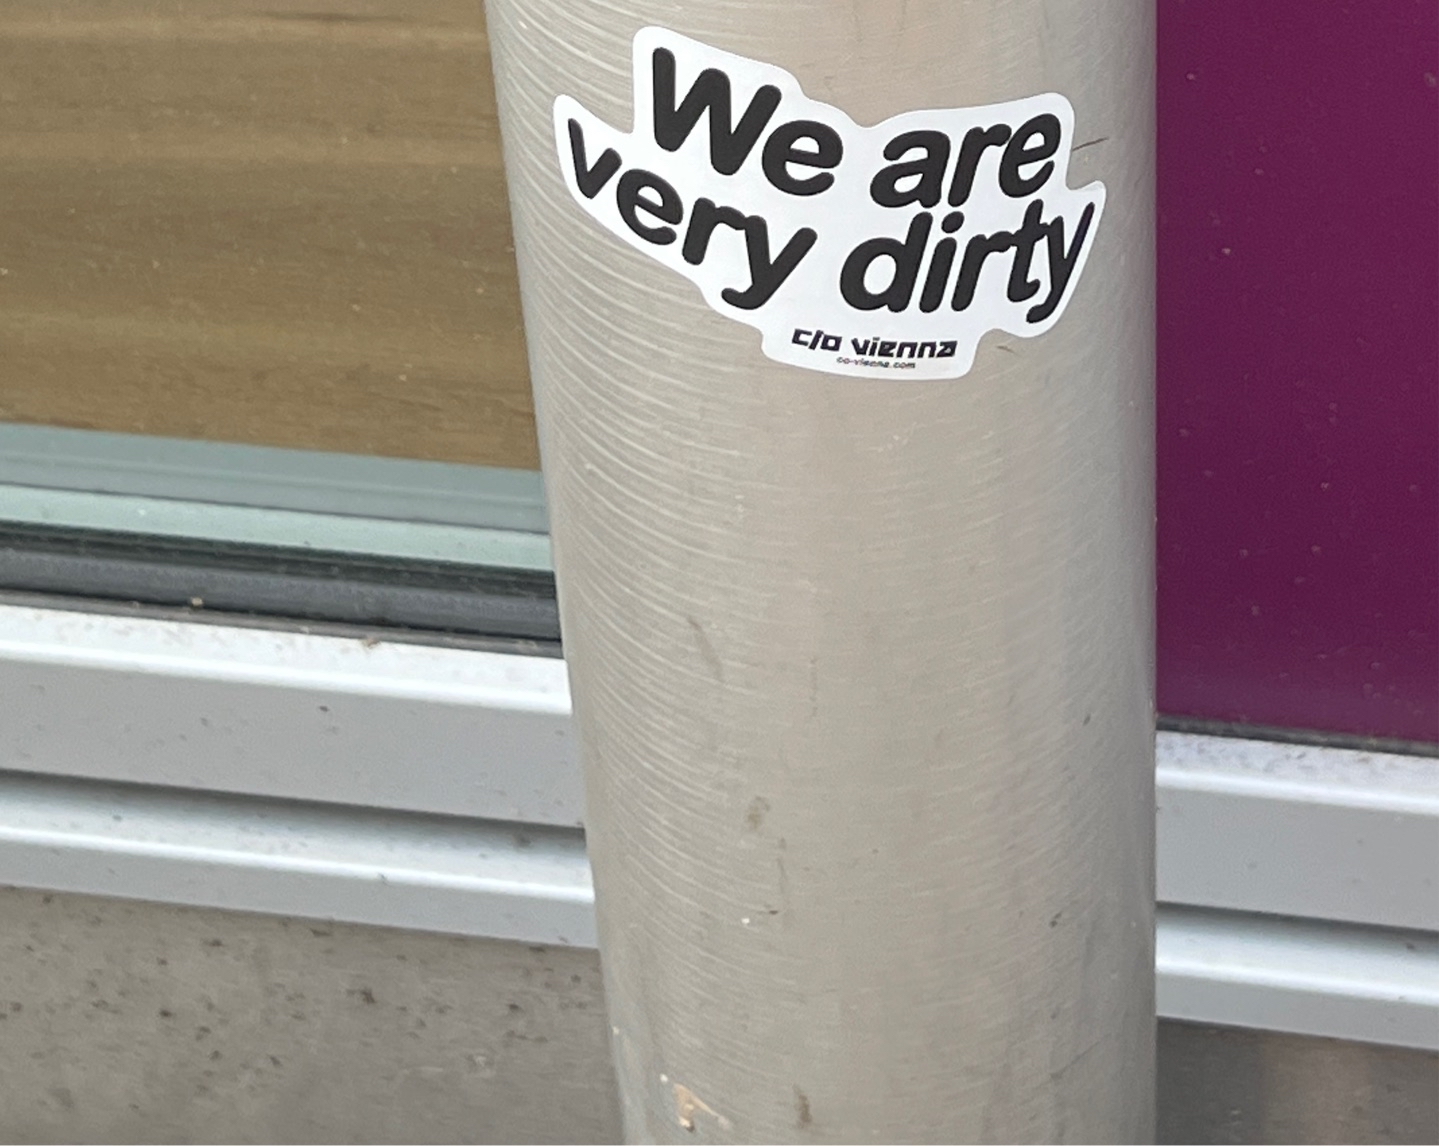 We are
very dirty
c/o vienna
co-vienna.com